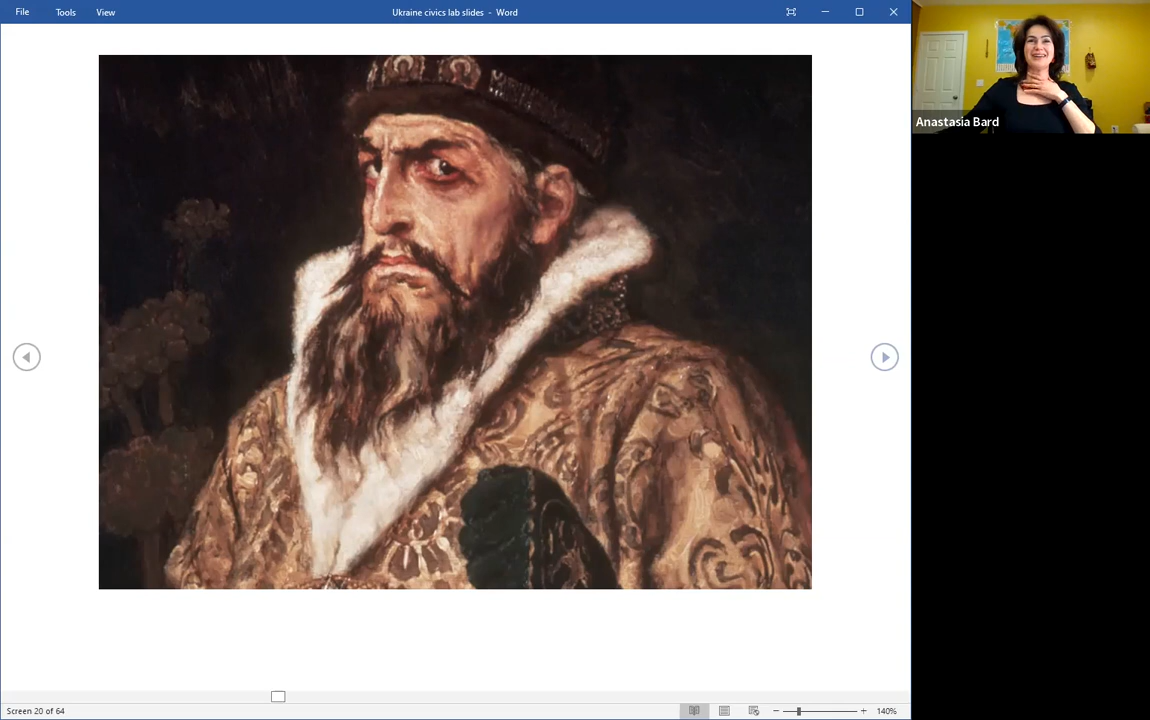 File Tools View Ukraine civics lab slides - Word
Anastasia Bard
Screen 20 of 64 140%